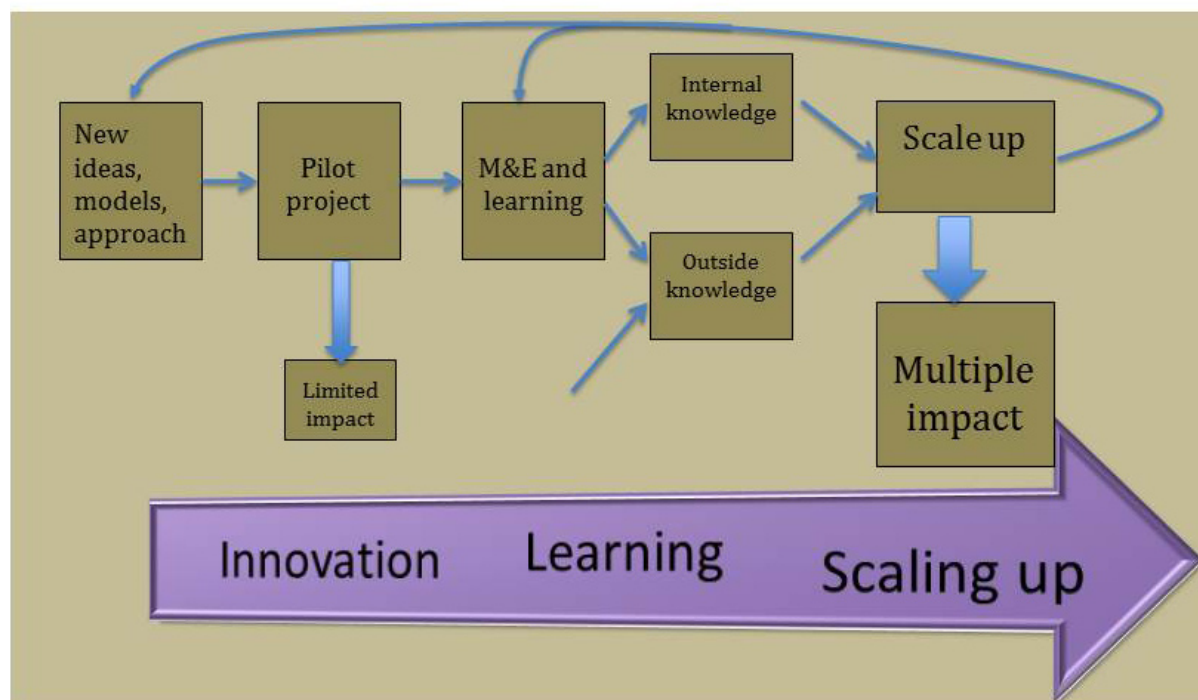 New
ideas,
models,
approach
Pilot
project
M&E and
learning
Internal
knowledge
Outside
knowledge
Scale up
Limited
impact
Multiple
impact
Innovation
Learning
Scaling up